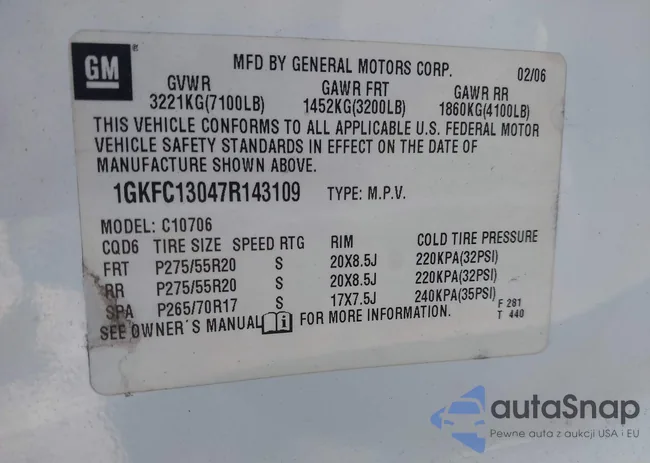 GM
MFD BY GENERAL MOTORS CORP. 02/06
GVWR GAWR FRT GAWR RR
3221KG(7100LB) 1452KG(3200LB) 1860KG(4100LB)
THIS VEHICLE CONFORMS TO ALL APPLICABLE U.S. FEDERAL MOTOR
VEHICLE SAFETY STANDARDS IN EFFECT ON THE DATE OF
MANUFACTURE SHOWN ABOVE.
1GKFC13047R143109 TYPE: M.P.V.
MODEL: C10706
CQD6 TIRE SIZE SPEED RTG RIM COLD TIRE PRESSURE
FRT P275/55R20 S 20X8.5J 220KPA(32PSI)
RR P275/55R20 S 20X8.5J 220KPA(32PSI)
SPA P265/70R17 S 17X7.5J 240KPA(35PSI)
F 281
SEE OWNER'S MANUAL i FOR MORE INFORMATION.
T 440
autaSnap
Pewne auta z aukcji USA i EU